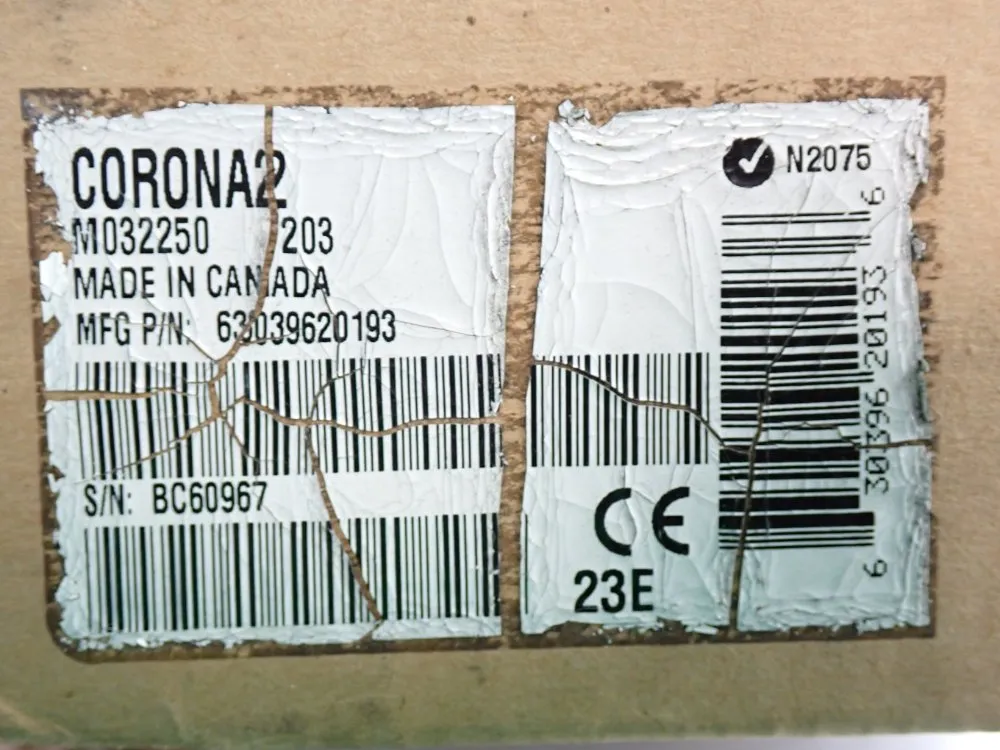 CORONA2
M032250 203
MADE IN CANADA
MFG P/N: 63039620193
S/N: BC60967
CE
23E
N2075
6 30396 20193 6